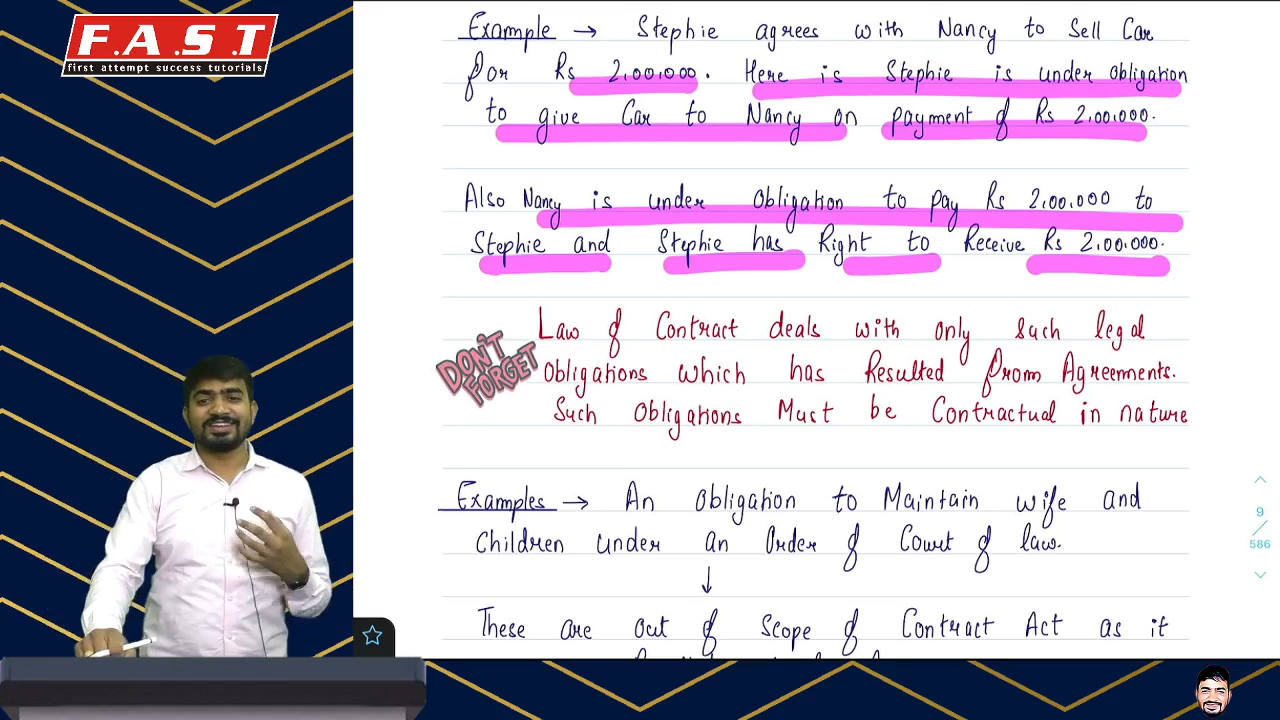 F.A.S.T
first attempt success tutorials
Example → Stephie agrees with Nancy to Sell Car
for Rs 2,00,000. Here is Stephie is under obligation
to give Car to Nancy on payment of Rs 2,00,000.
Also Nancy is under Obligation to pay Rs 2,00,000 to
Stephie and Stephie has Right to Receive Rs 2,00,000.
DON'T
FORGET
Law of Contract deals with only such legal
Obligations which has Resulted from Agreements.
Such Obligations Must be Contractual in nature
Examples → An Obligation to Maintain wife and
Children under an Order of Court of law.
↓
These are out of Scope of Contract Act as it
9
586